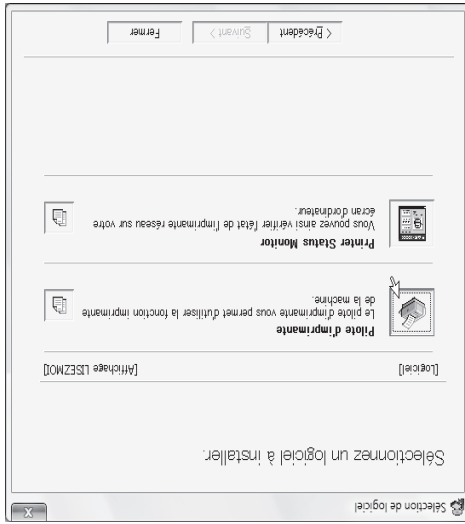 Sélection de logiciel
X
Sélectionnez un logiciel à installer.
[Logiciel] [Affichage LISEZMOI]
Pilote d'imprimante
Le pilote d'imprimante vous permet d'utiliser la fonction imprimante
de la machine.
Printer Status Monitor
Vous pouvez ainsi vérifier l'état de l'imprimante réseau sur votre
écran d'ordinateur.
< Précédent Suivant > Fermer